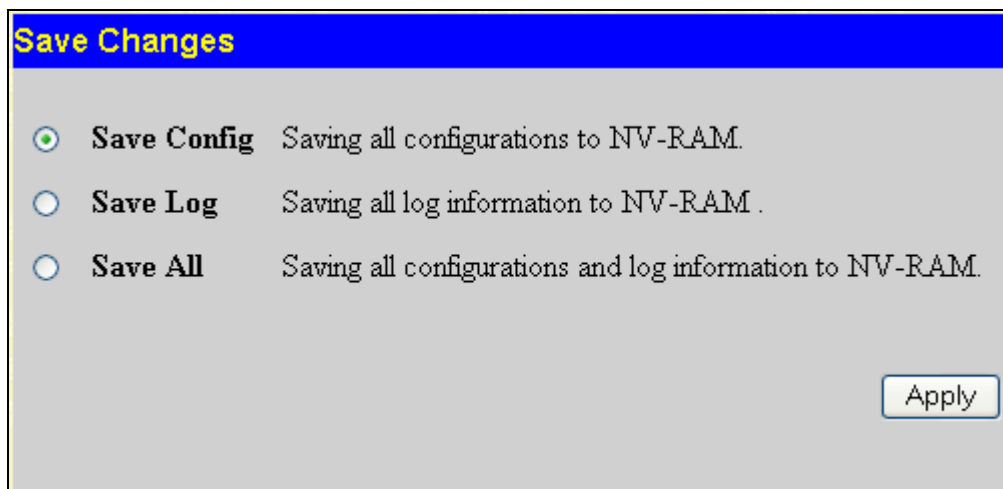 Save Changes
Save Config Saving all configurations to NV-RAM.
Save Log Saving all log information to NV-RAM .
Save All Saving all configurations and log information to NV-RAM.
Apply